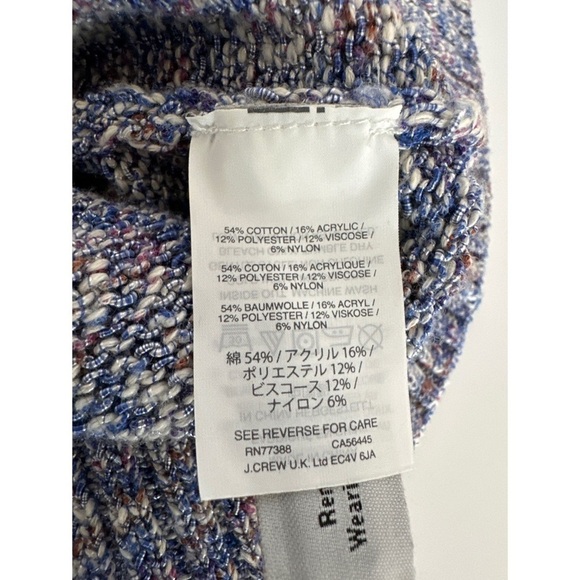 54% COTTON / 16% ACRYLIC /
12% POLYESTER / 12% VISCOSE /
6% NYLON
54% COTON / 16% ACRYLIQUE /
12% POLYESTER / 12% VISCOSE /
6% NYLON
54% BAUMWOLLE / 16% ACRYL /
12% POLYESTER / 12% VISKOSE /
6% NYLON
綿 54% / アクリル 16% /
ポリエステル 12% /
ビスコース 12% /
ナイロン 6%
SEE REVERSE FOR CARE
RN77388 CA56445
J.CREW U.K. Ltd EC4V 6JA